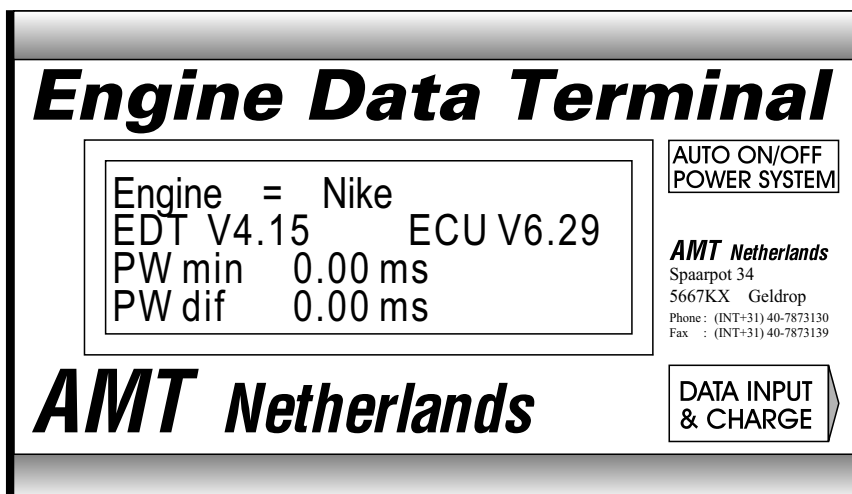 Engine Data Terminal
Engine = Nike
EDT V4.15 ECU V6.29
PW min 0.00 ms
PW dif 0.00 ms
AUTO ON/OFF
POWER SYSTEM
AMT Netherlands
Spaarpot 34
5667KX Geldrop
Phone : (INT+31) 40-7873130
Fax : (INT+31) 40-7873139
AMT Netherlands
DATA INPUT
& CHARGE